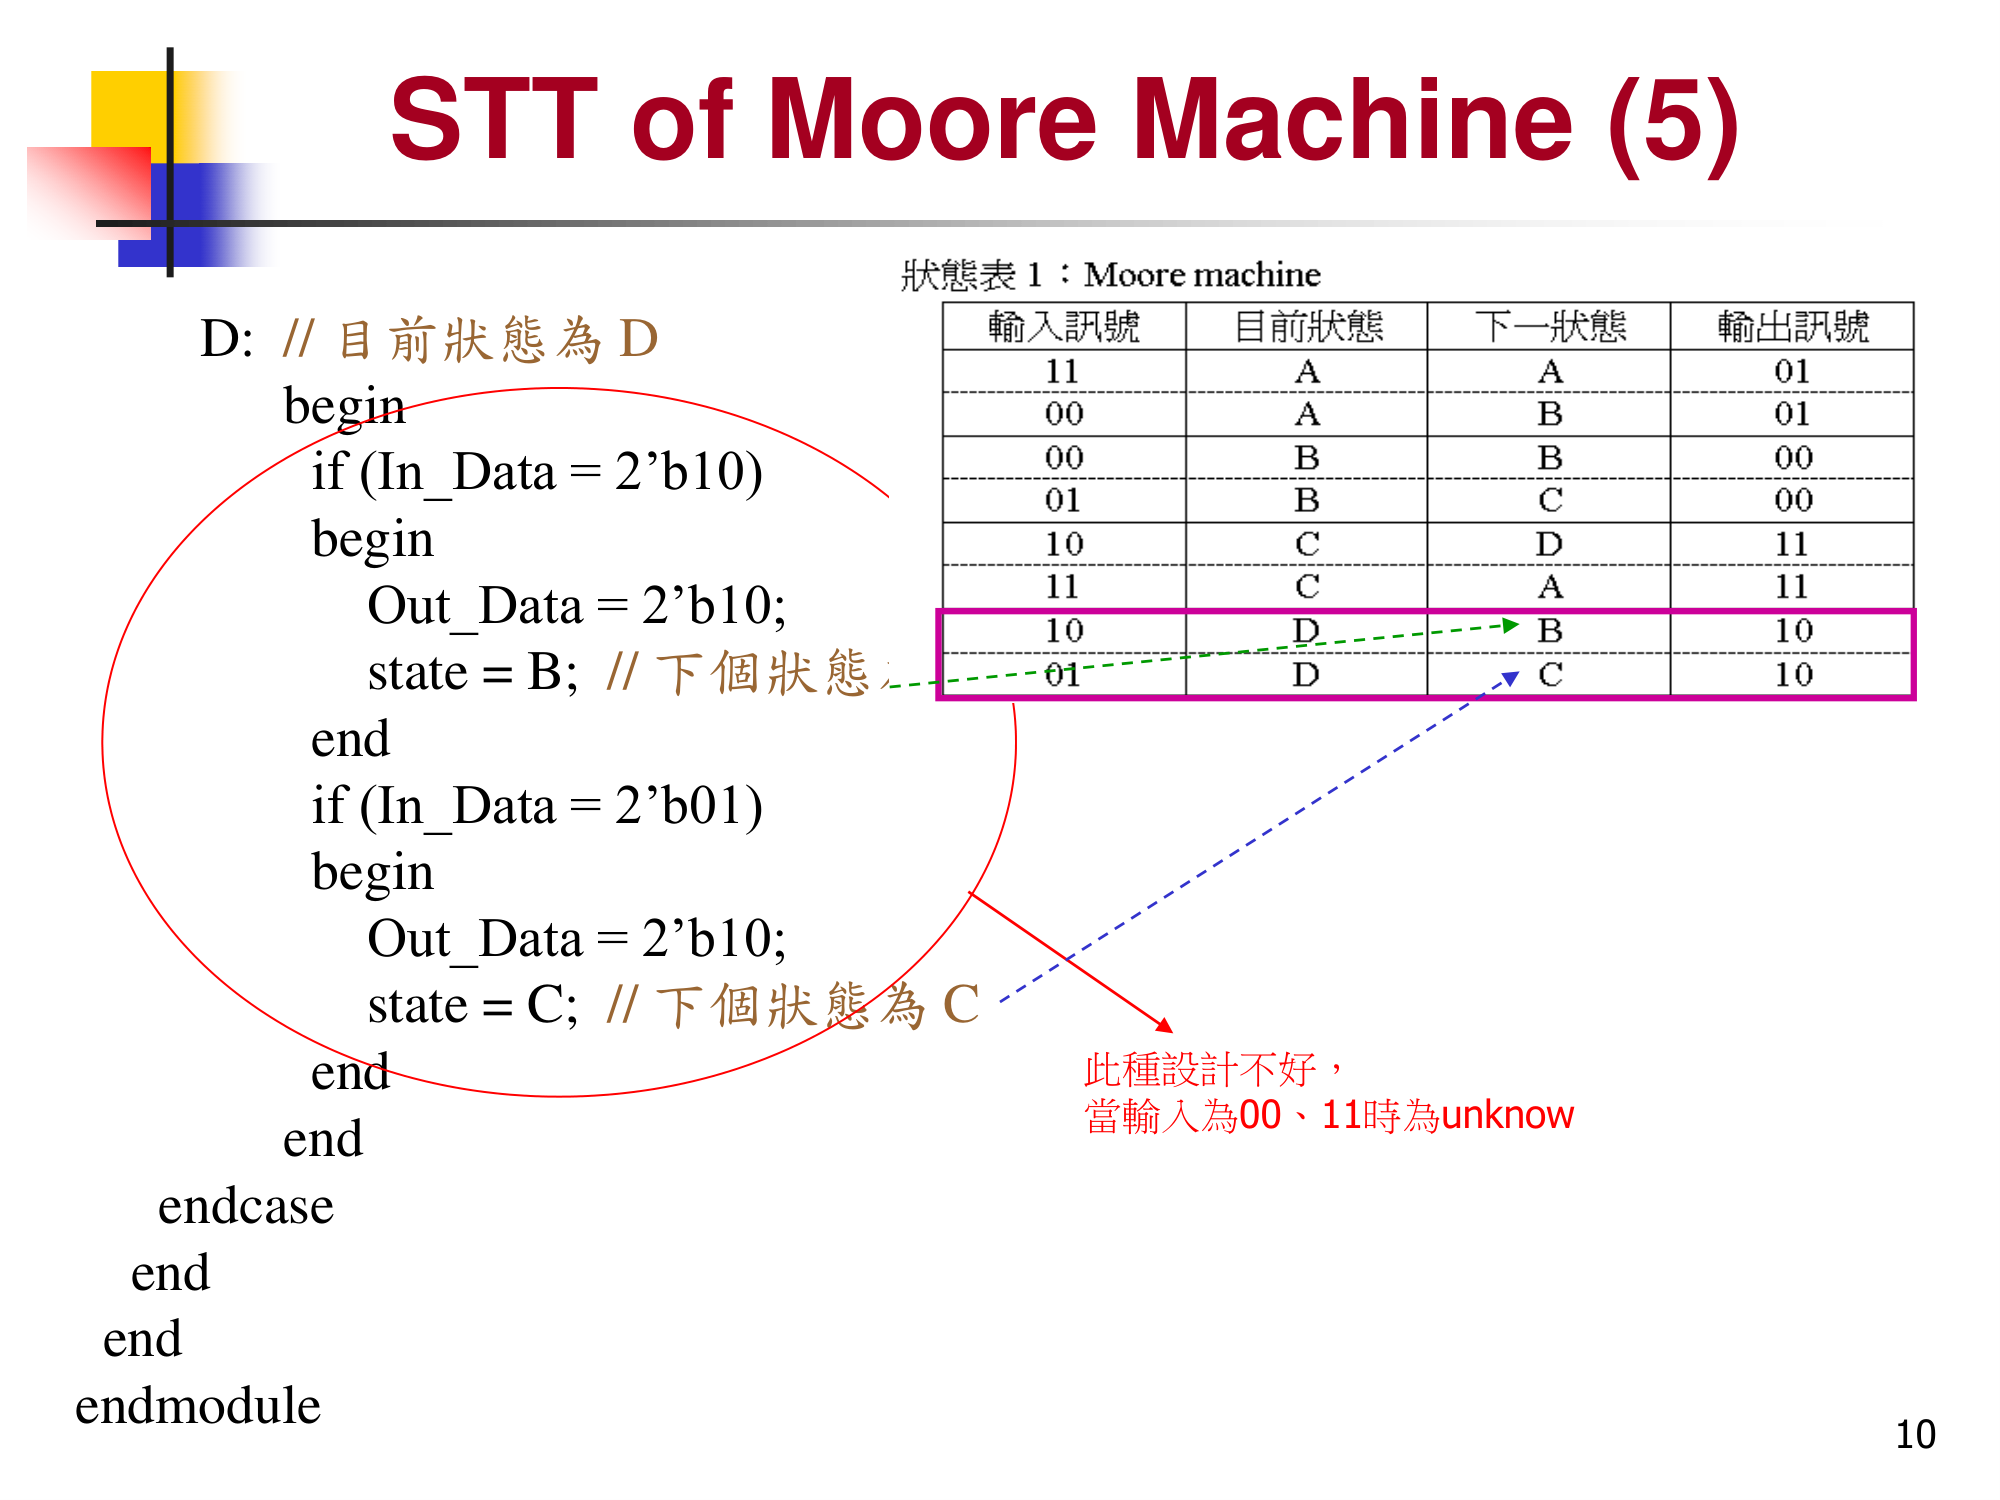 STT of Moore Machine (5)
D: // 目前狀態為 D
begin
if (In_Data = 2’b10)
begin
Out_Data = 2’b10;
state = B; // 下個狀態
end
if (In_Data = 2’b01)
begin
Out_Data = 2’b10;
state = C; // 下個狀態為 C
end
end
endcase
end
end
endmodule
狀態表 1：Moore machine
輸入訊號 目前狀態 下一狀態 輸出訊號
11 A A 01
00 A B 01
00 B B 00
01 B C 00
10 C D 11
11 C A 11
10 D B 10
01 D C 10
此種設計不好，
當輸入為00、11時為unknow
10